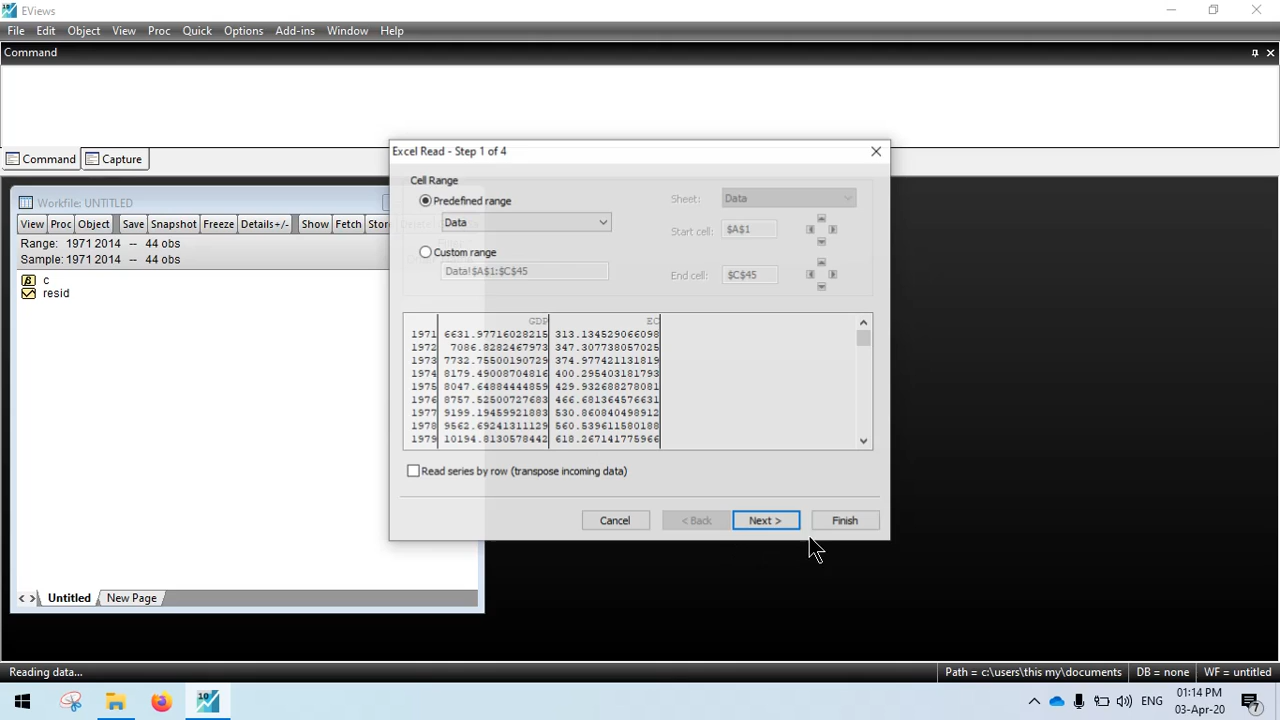 EViews
File Edit Object View Proc Quick Options Add-ins Window Help
Command
Command Capture
Workfile: UNTITLED
View Proc Object Save Snapshot Freeze Details+/- Show Fetch Stor
Range: 1971 2014 -- 44 obs
Sample: 1971 2014 -- 44 obs
c
resid
Untitled New Page
Excel Read - Step 1 of 4
Cell Range
Predefined range
Data
Custom range
Data!$A$1:$C$45
Sheet: Data
Start cell: $A$1
End cell: $C$45
GDP EC
1971 6631.97716028215 313.134529066098
1972 7086.8282467973 347.307738057025
1973 7732.75500190729 374.977421131819
1974 8179.49008704816 400.295403181793
1975 8047.64884444859 429.932688278081
1976 8757.52500727683 466.681364576631
1977 9199.19459921883 530.860840498912
1978 9562.69241311129 560.539611580188
1979 10194.8130578442 618.267141775966
Read series by row (transpose incoming data)
Cancel < Back Next > Finish
Reading data... Path = c:\users\this my\documents DB = none WF = untitled
10
ENG 01:14 PM
03-Apr-20
7